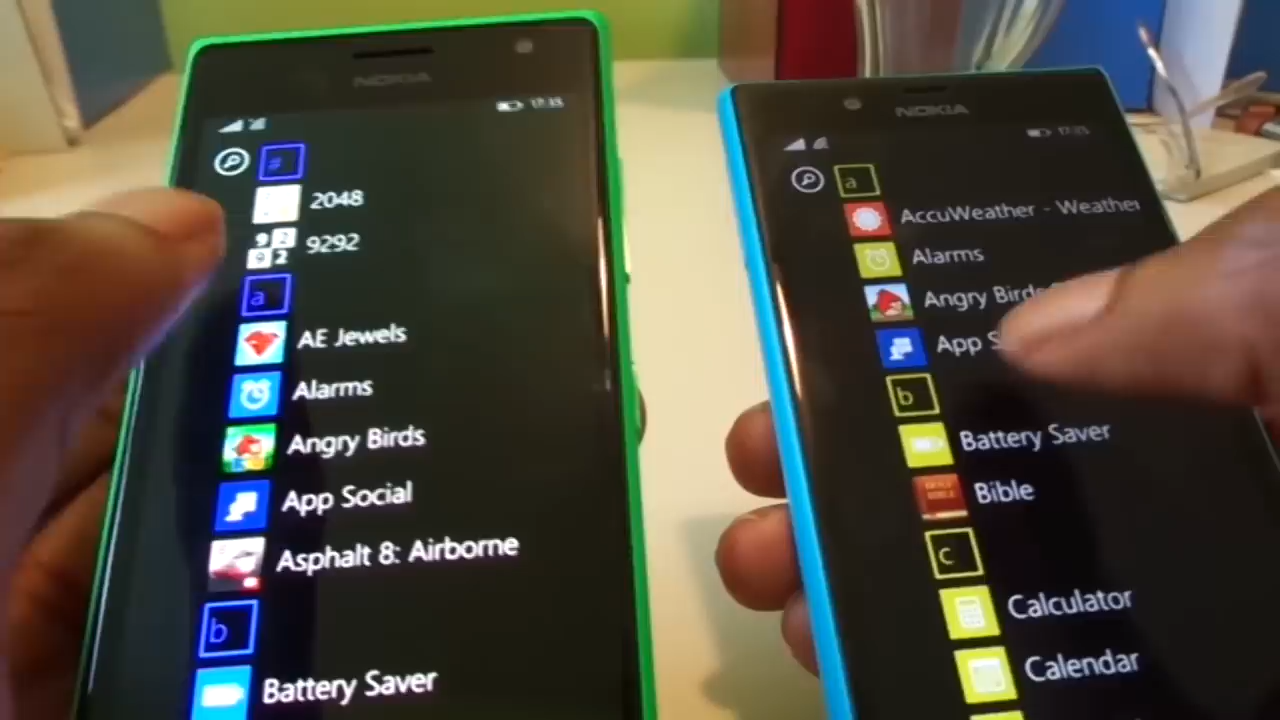 NOKIA
17:35
#
2048
9292
a
AE Jewels
Alarms
Angry Birds
App Social
Asphalt 8: Airborne
b
Battery Saver
NOKIA
a
AccuWeather - Weather
Alarms
Angry Birds
App S
b
Battery Saver
Bible
c
Calculator
Calendar